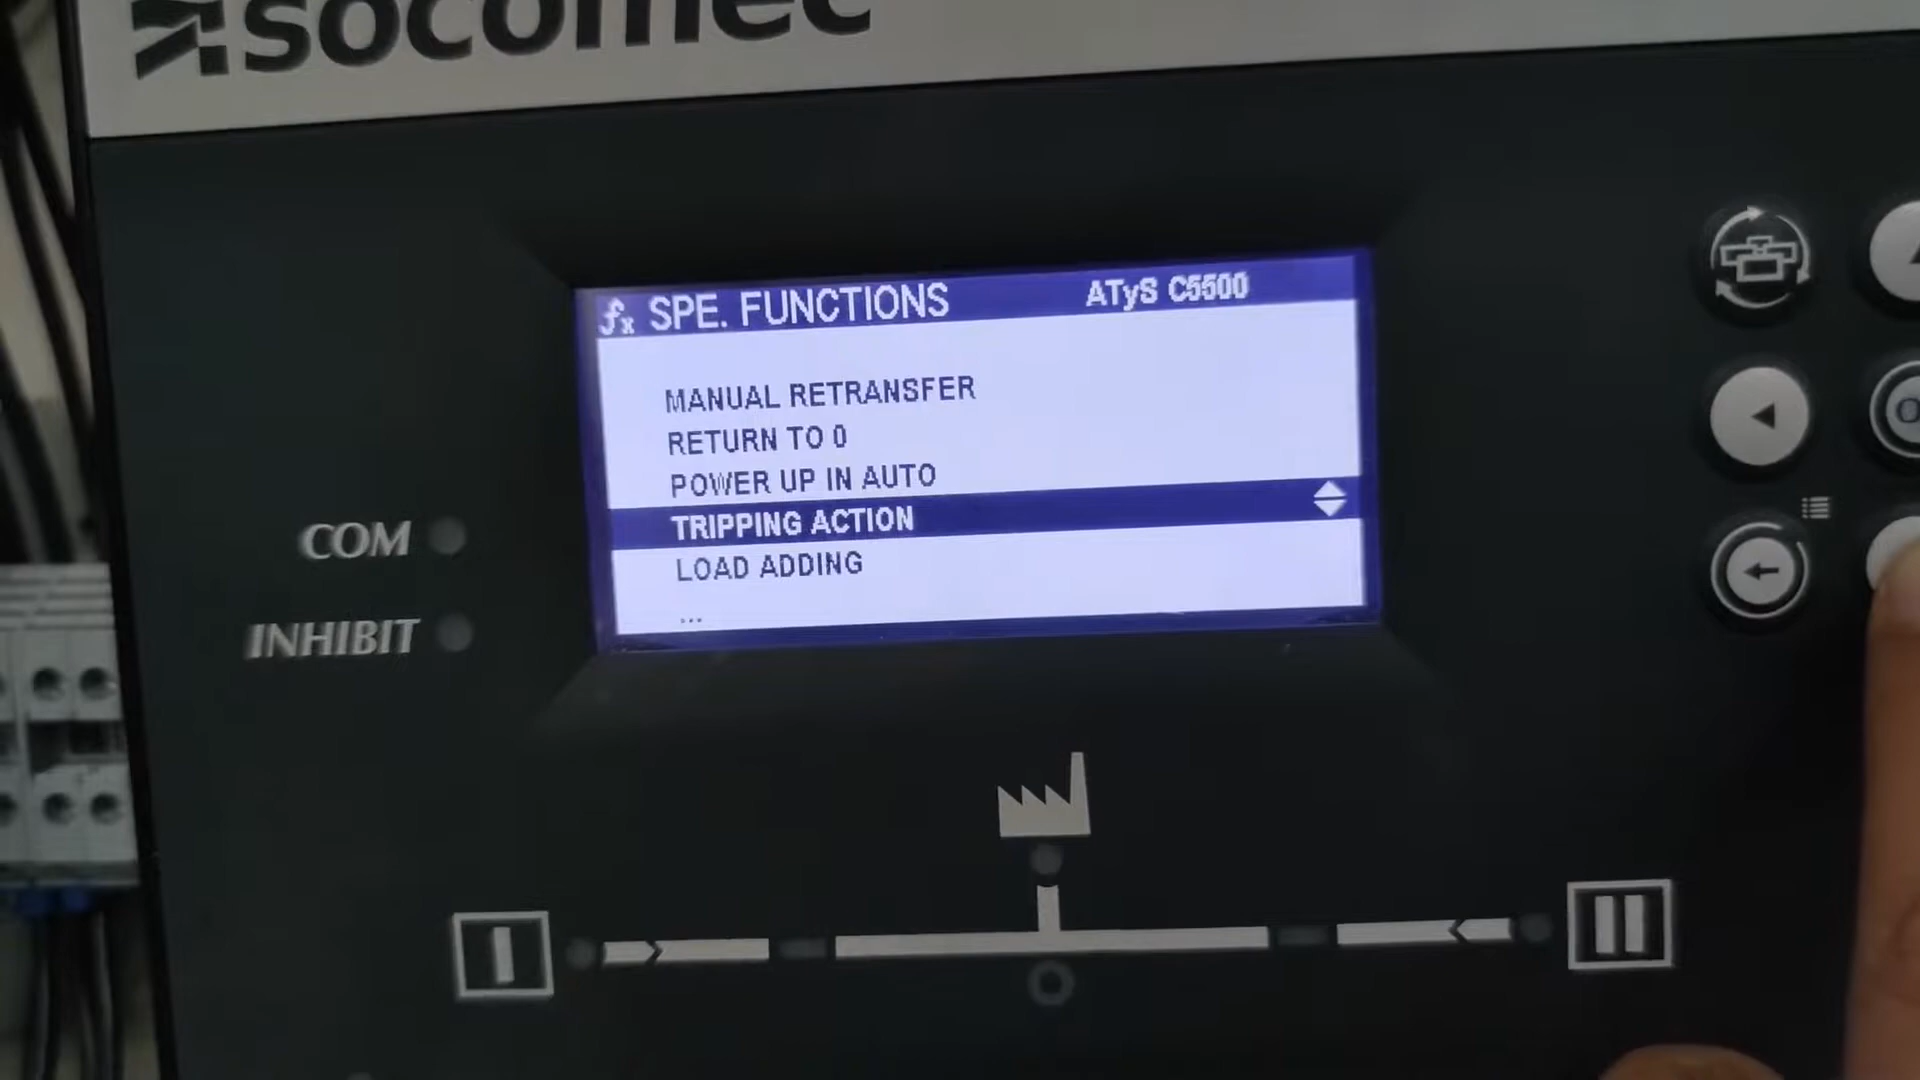 socomec
fx SPE. FUNCTIONS ATyS C5500
MANUAL RETRANSFER
RETURN TO 0
POWER UP IN AUTO
TRIPPING ACTION
LOAD ADDING
...
COM
INHIBIT
I
II
O